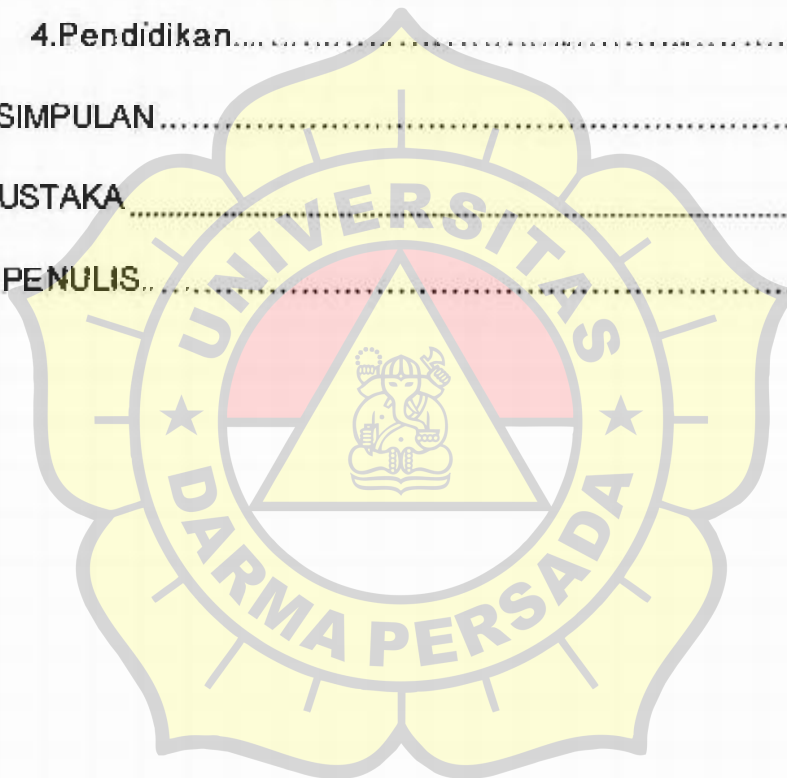 4.Pendidikan..............................
SIMPULAN..............................
USTAKA..............................
PENULIS..............................
UNIVERSITAS
DARMA PERSADA